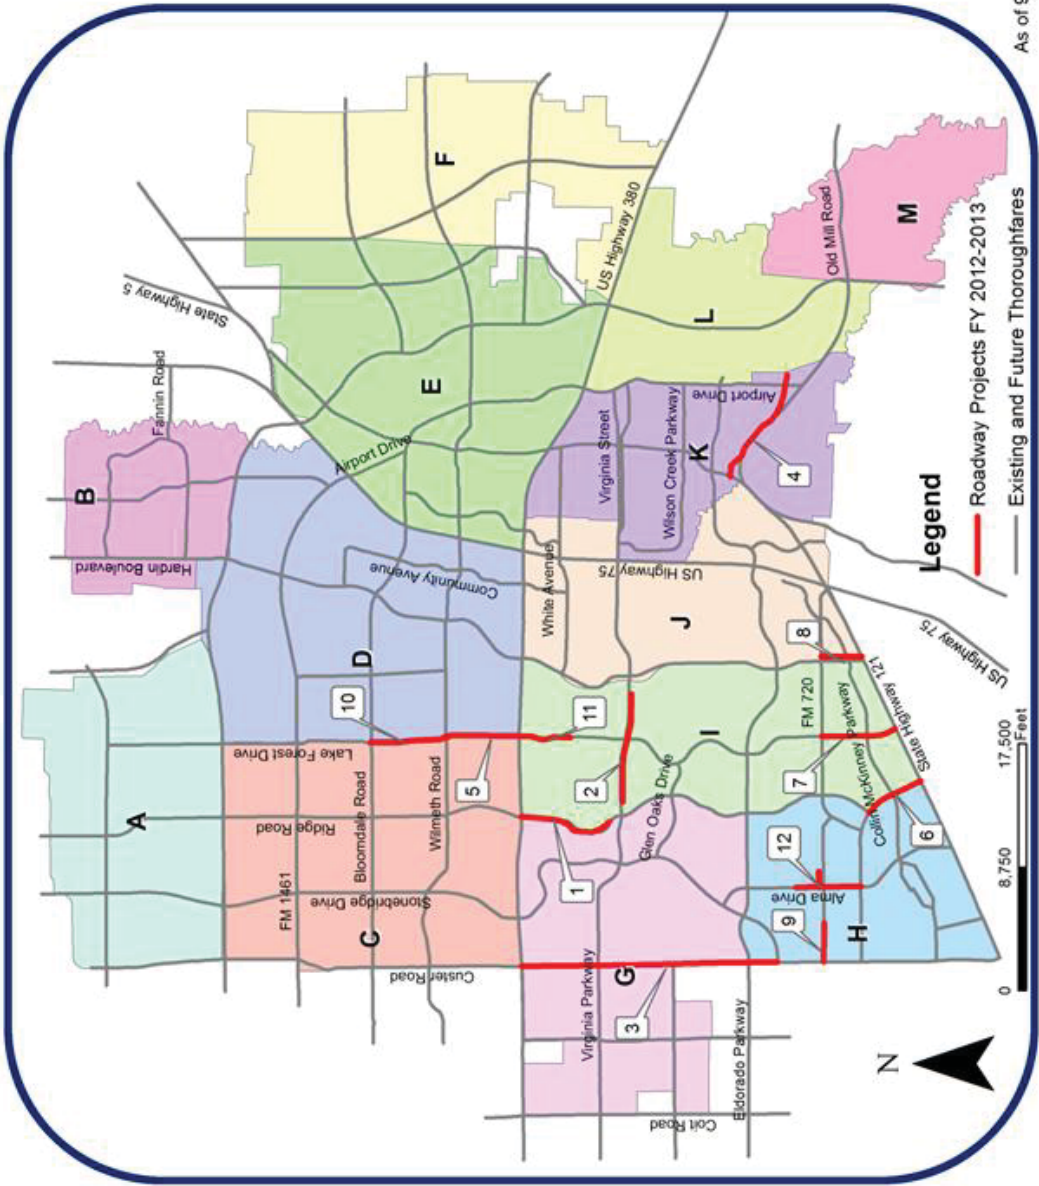 As of 9
State Highway 5
Fannin Road
B
Hardin Boulevard
F
US Highway 380
E
Airport Drive
Old Mill Road
M
L
Virginia Street
Wilson Creek Parkway
Airport Drive
K
4
Community Avenue
White Avenue
US Highway 75
J
D
10
Lake Forest Drive
11
5
2
I
FM 720
8
7
Collin McKinney Parkway
State Highway 121
US Highway 75
A
Ridge Road
Bloomdale Road
Wilmeth Road
FM 1461
Stonebridge Drive
C
Custer Road
1
Glen Oaks Drive
G
Virginia Parkway
3
Coit Road
Eldorado Parkway
12
Alma Drive
9
H
6
Legend
Roadway Projects FY 2012-2013
Existing and Future Thoroughfares
0
8,750
17,500
Feet
N